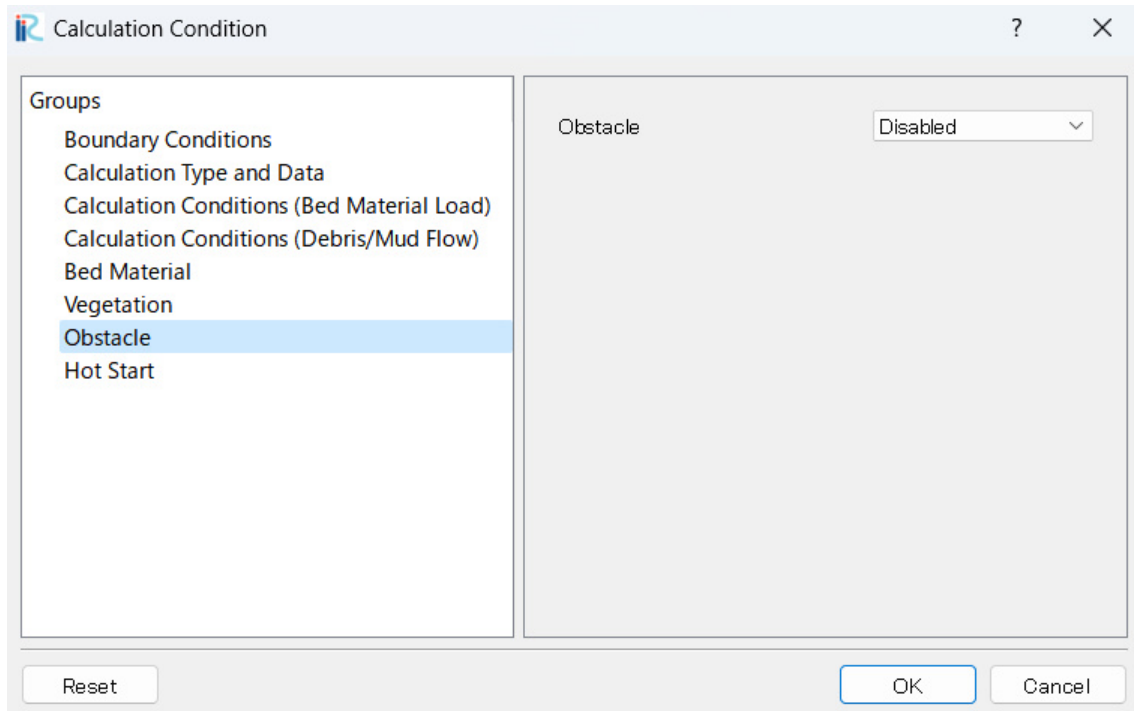 iRC Calculation Condition
?
Groups
Boundary Conditions
Calculation Type and Data
Calculation Conditions (Bed Material Load)
Calculation Conditions (Debris/Mud Flow)
Bed Material
Vegetation
Obstacle
Hot Start
Obstacle Disabled
Reset OK Cancel